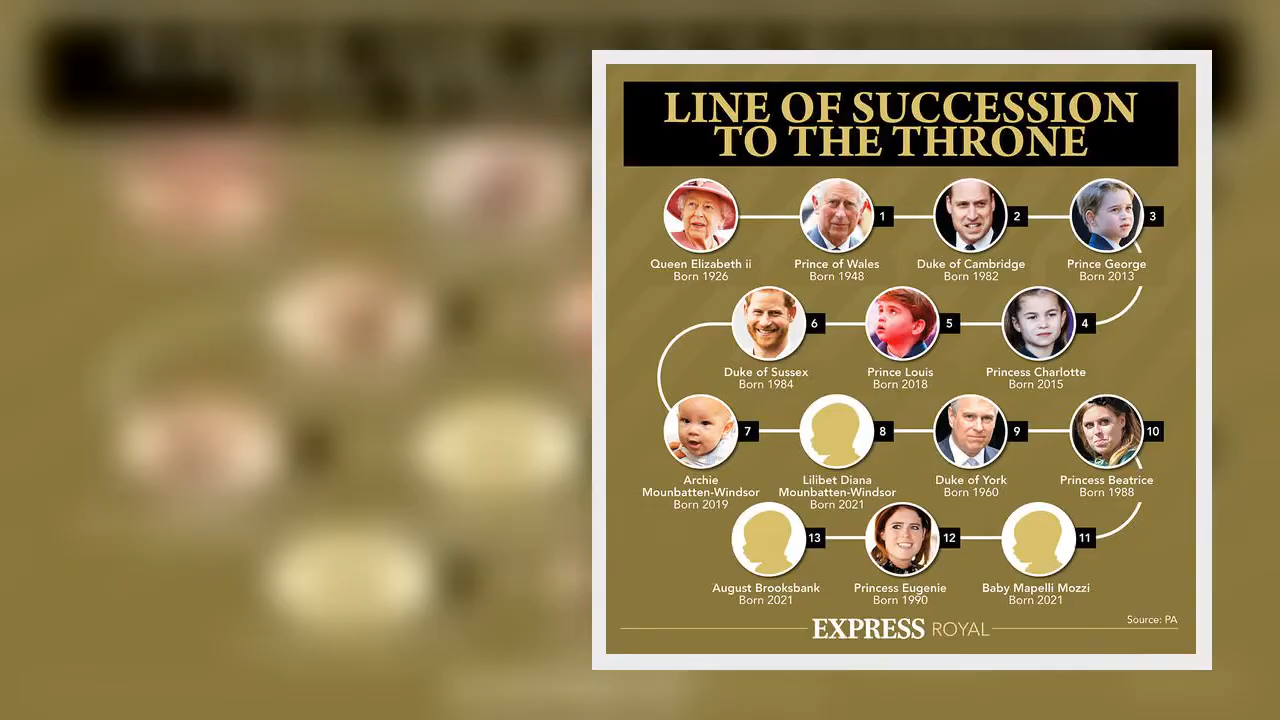 LINE OF SUCCESSION
TO THE THRONE
1
2
3
Queen Elizabeth ii
Born 1926
Prince of Wales
Born 1948
Duke of Cambridge
Born 1982
Prince George
Born 2013
6
5
4
Duke of Sussex
Born 1984
Prince Louis
Born 2018
Princess Charlotte
Born 2015
7
8
9
10
Archie
Mounbatten-Windsor
Born 2019
Lilibet Diana
Mounbatten-Windsor
Born 2021
Duke of York
Born 1960
Princess Beatrice
Born 1988
13
12
11
August Brooksbank
Born 2021
Princess Eugenie
Born 1990
Baby Mapelli Mozzi
Born 2021
Source: PA
EXPRESS ROYAL